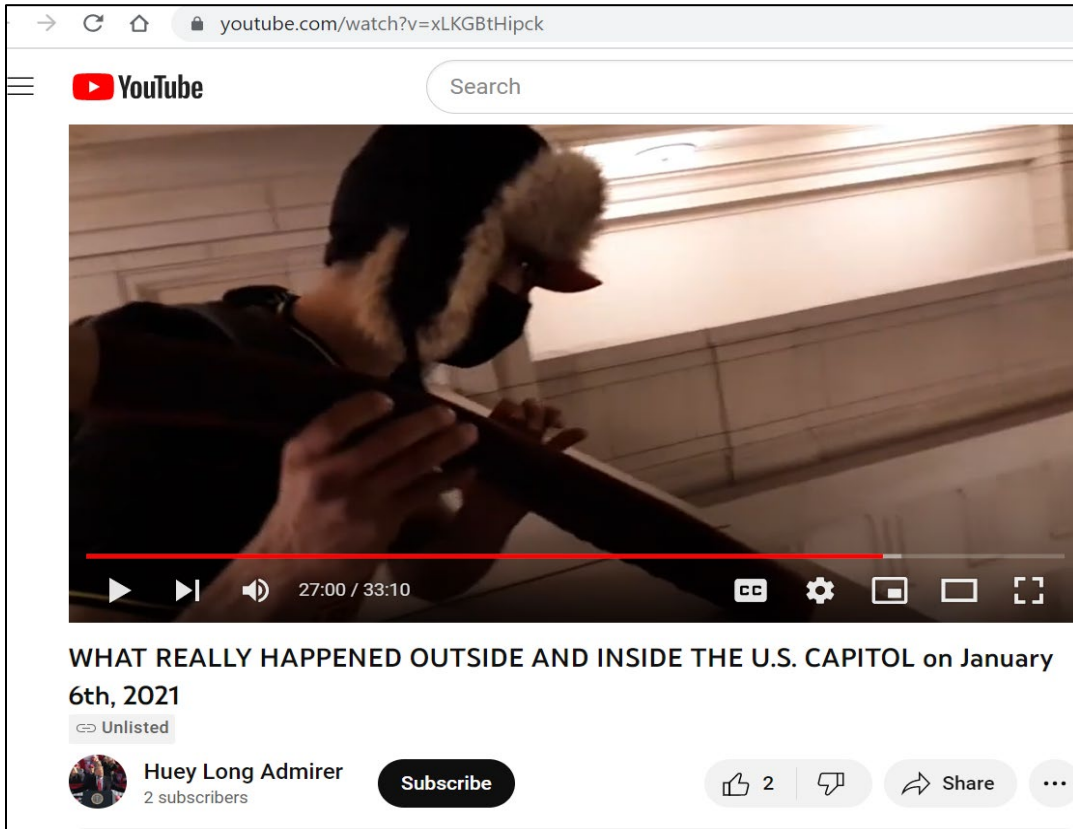 youtube.com/watch?v=xLKGBtHipck
YouTube
Search
27:00 / 33:10
CC
WHAT REALLY HAPPENED OUTSIDE AND INSIDE THE U.S. CAPITOL on January
6th, 2021
Unlisted
Huey Long Admirer
2 subscribers
Subscribe
2
Share